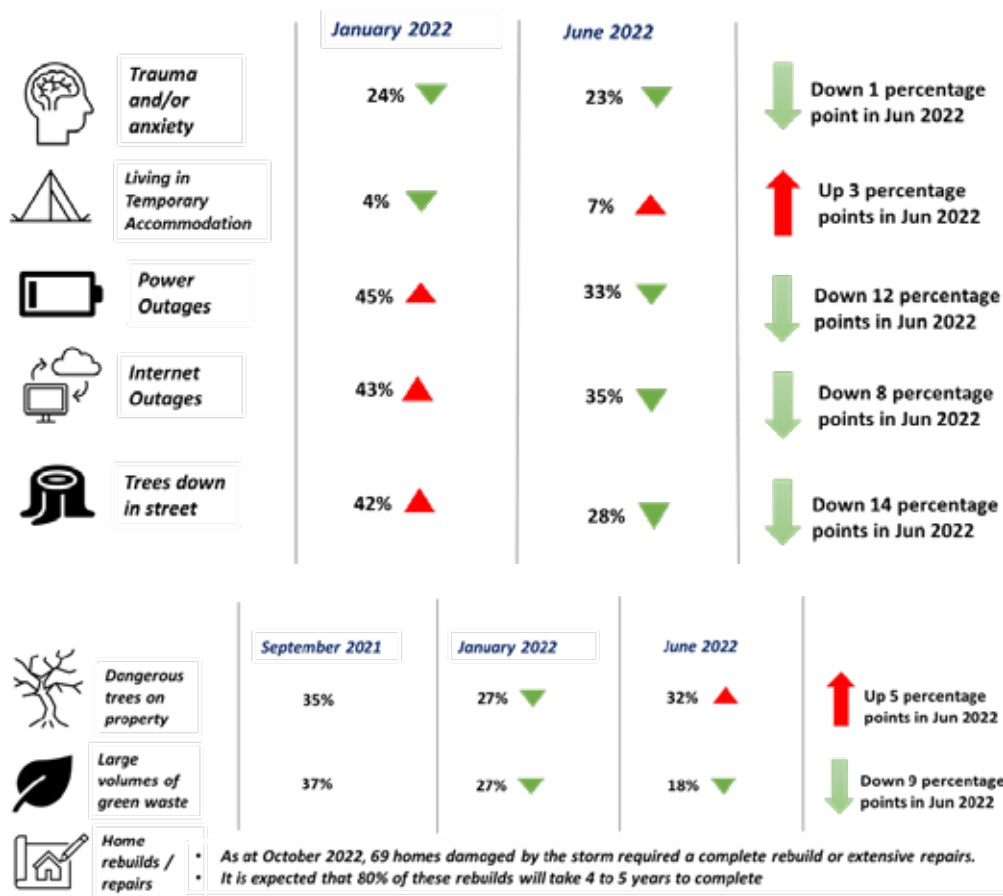 January 2022
June 2022
Trauma
and/or
anxiety
24%
23%
Down 1 percentage
point in Jun 2022
Living in
Temporary
Accommodation
4%
7%
Up 3 percentage
points in Jun 2022
Power
Outages
45%
33%
Down 12 percentage
points in Jun 2022
Internet
Outages
43%
35%
Down 8 percentage
points in Jun 2022
Trees down
in street
42%
28%
Down 14 percentage
points in Jun 2022
September 2021
January 2022
June 2022
Dangerous
trees on
property
35%
27%
32%
Up 5 percentage
points in Jun 2022
Large
volumes of
green waste
37%
27%
18%
Down 9 percentage
points in Jun 2022
Home
rebuilds /
repairs
• As at October 2022, 69 homes damaged by the storm required a complete rebuild or extensive repairs.
• It is expected that 80% of these rebuilds will take 4 to 5 years to complete